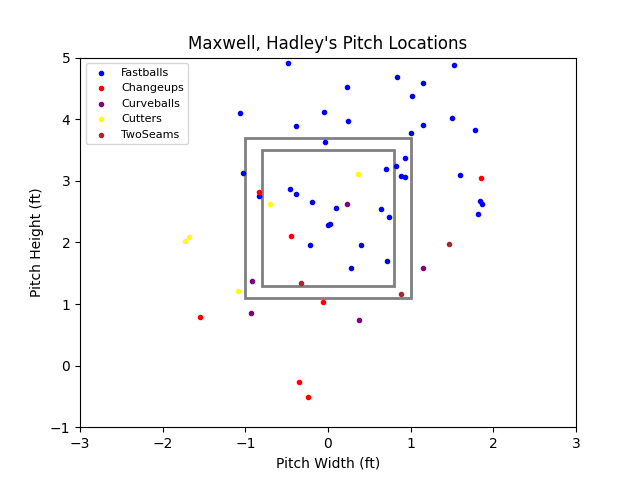 Maxwell, Hadley's Pitch Locations
Pitch Height (ft)
5
4
3
2
1
0
−1
Fastballs
Changeups
Curveballs
Cutters
TwoSeams
−3 −2 −1 0 1 2 3
Pitch Width (ft)